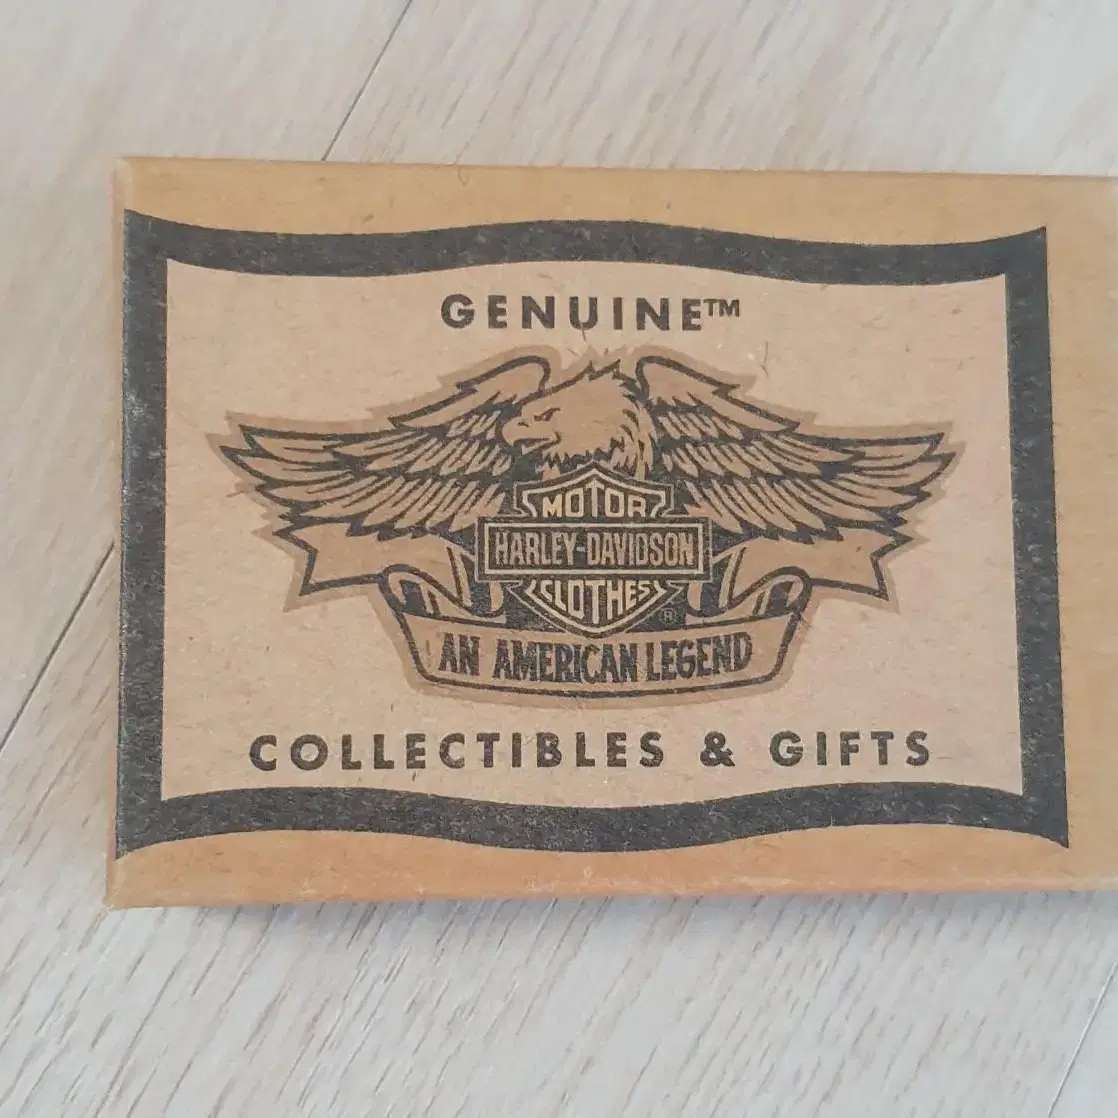 GENUINE™
MOTOR
HARLEY-DAVIDSON
CLOTHES
®
AN AMERICAN LEGEND
COLLECTIBLES & GIFTS